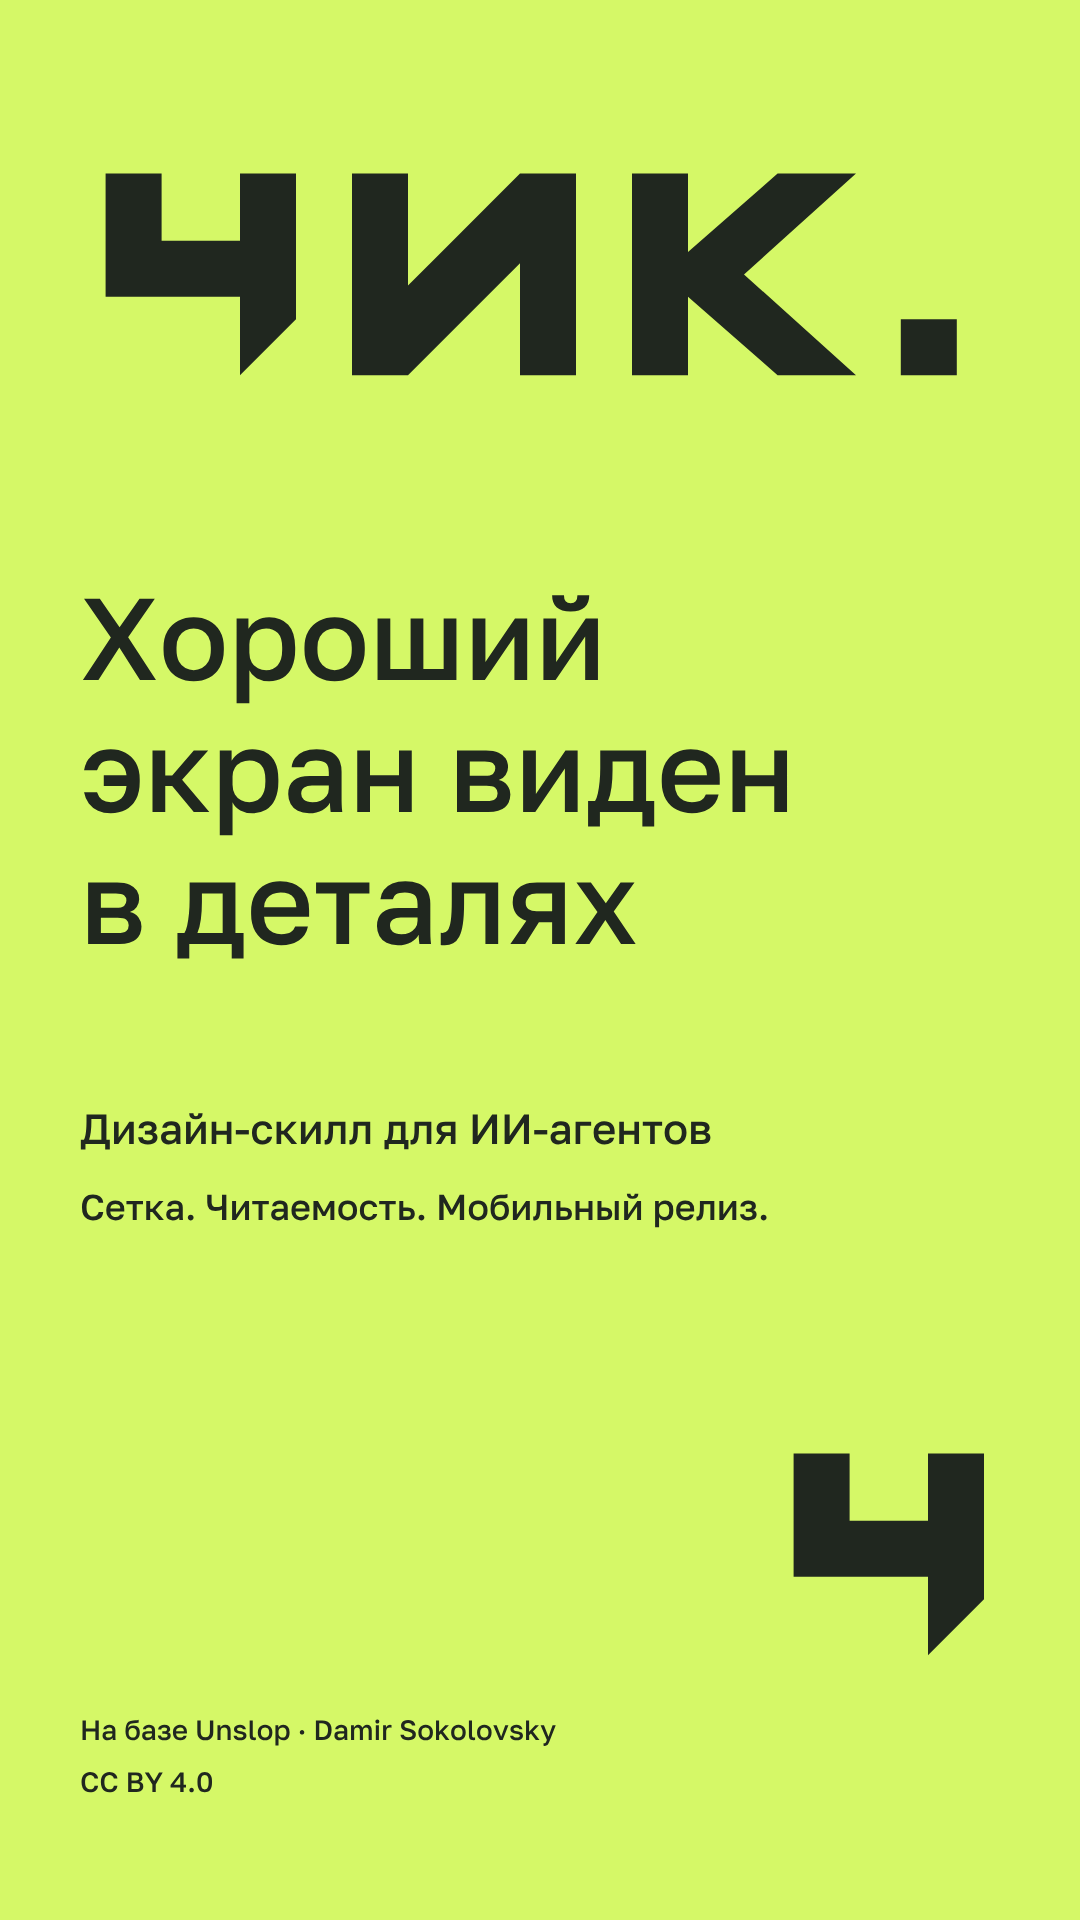 чик.
Хороший
экран виден
в деталях
Дизайн-скилл для ИИ-агентов
Сетка. Читаемость. Мобильный релиз.
ч
На базе Unslop · Damir Sokolovsky
CC BY 4.0